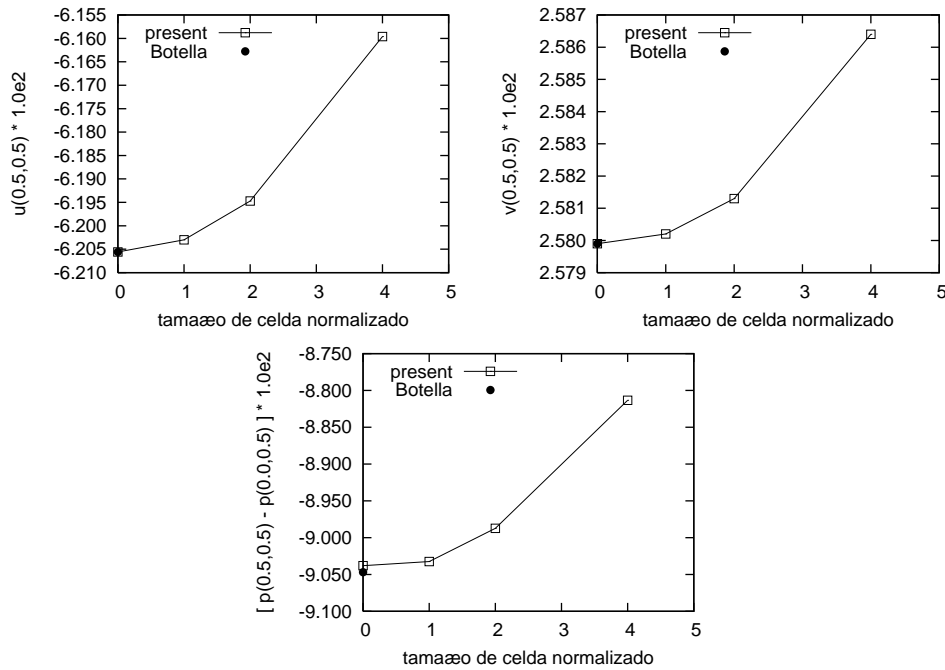 u(0.5,0.5) * 1.0e2
-6.155
-6.160
-6.165
-6.170
-6.175
-6.180
-6.185
-6.190
-6.195
-6.200
-6.205
-6.210
present
Botella
0 1 2 3 4 5
tamaæo de celda normalizado
v(0.5,0.5) * 1.0e2
2.587
2.586
2.585
2.584
2.583
2.582
2.581
2.580
2.579
present
Botella
0 1 2 3 4 5
tamaæo de celda normalizado
[ p(0.5,0.5) - p(0.0,0.5) ] * 1.0e2
-8.750
-8.800
-8.850
-8.900
-8.950
-9.000
-9.050
-9.100
present
Botella
0 1 2 3 4 5
tamaæo de celda normalizado